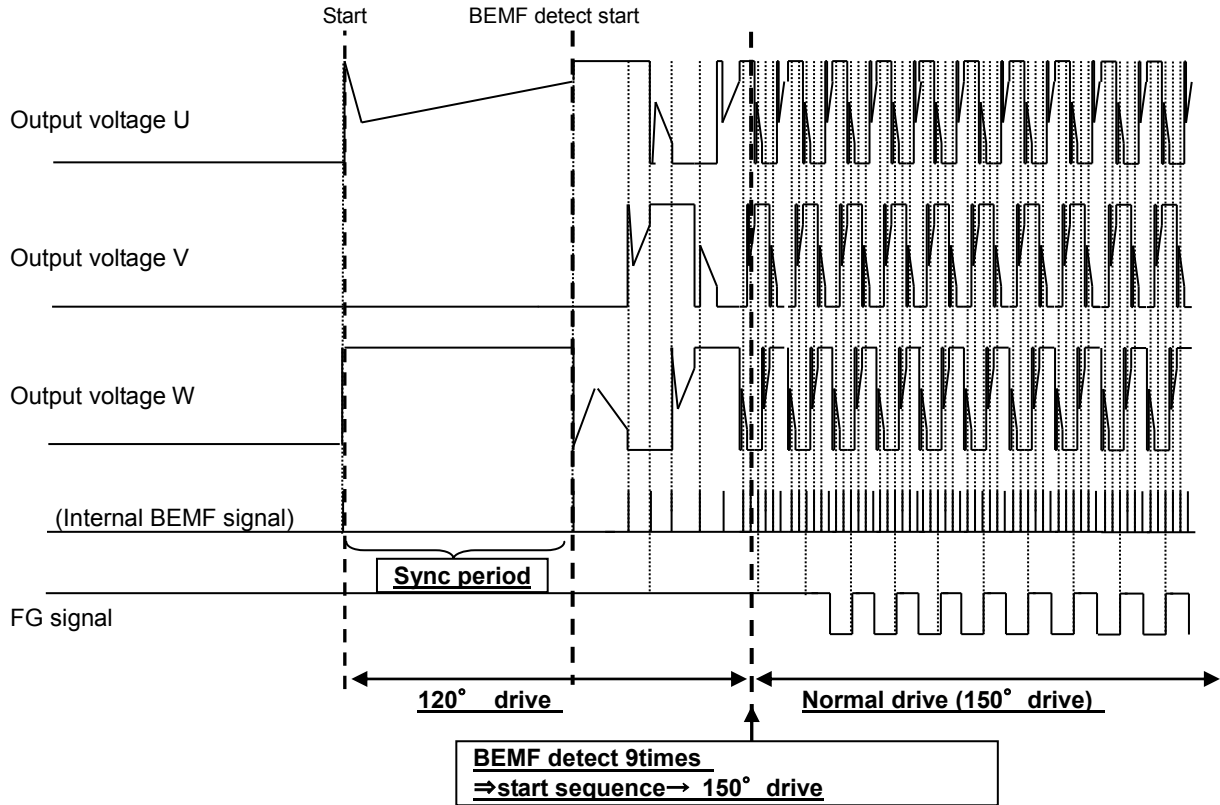 Start
BEMF detect start
Output voltage U
Output voltage V
Output voltage W
(Internal BEMF signal)
Sync period
FG signal
120° drive
Normal drive (150° drive)
BEMF detect 9times
⇒start sequence→ 150° drive